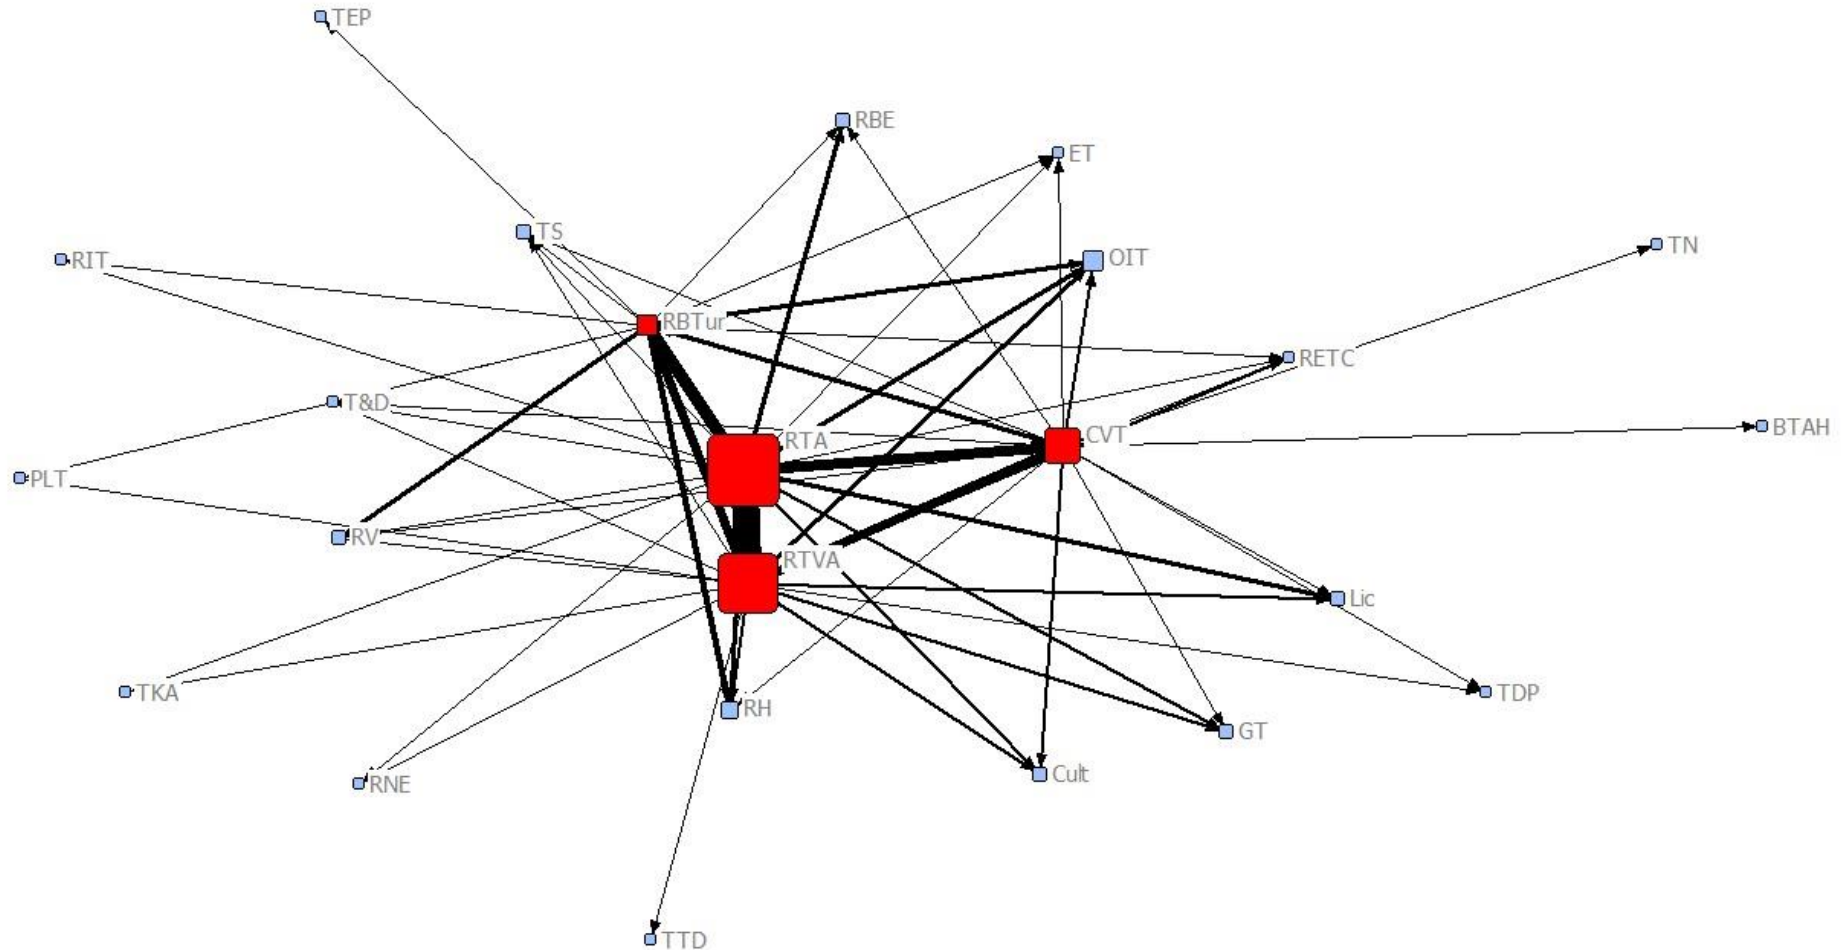 TEP
RBE
ET
TS
TN
OIT
RIT
RBTur
RETC
T&D
BTAH
CVT
RTA
PLT
RV
RTVA
Lic
TKA
TDP
RH
GT
Cult
RNE
TTD